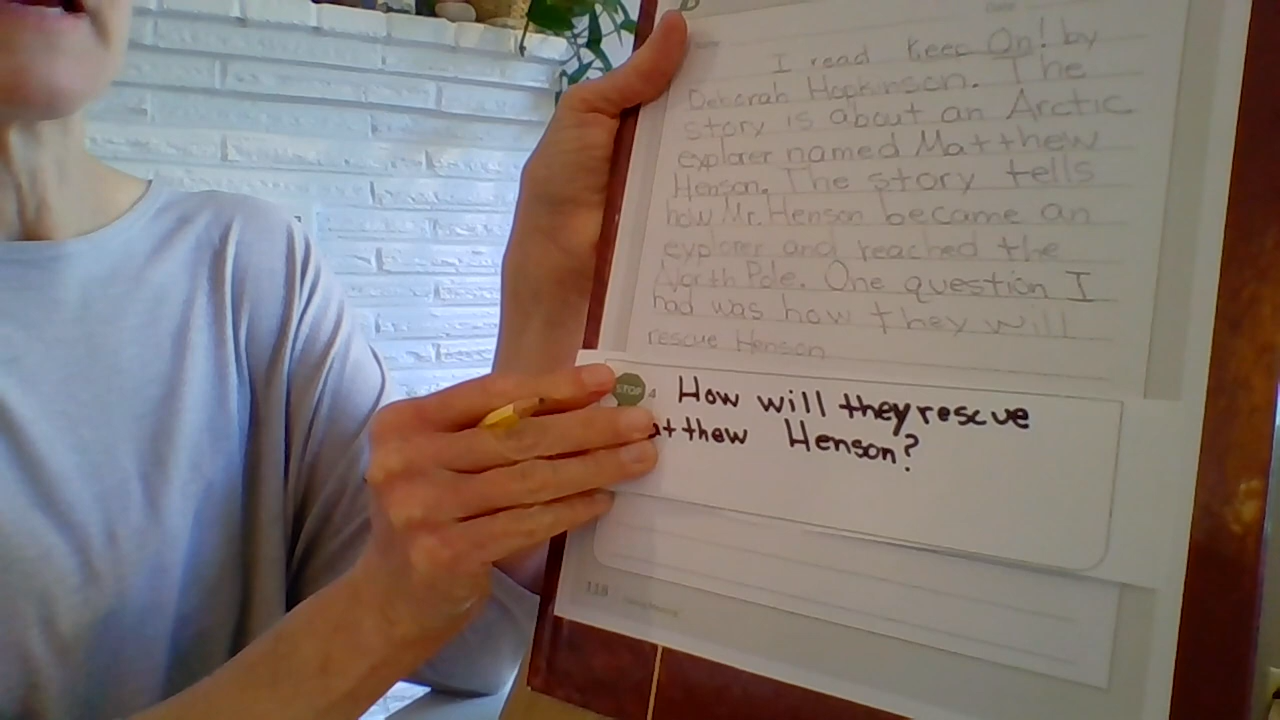 I read Keep On! by
Deborah Hopkinson. The
story is about an Arctic
explorer named Matthew
Henson. The story tells
how Mr. Henson became an
explorer and reached the
North Pole. One question I
had was how they will
rescue Henson
STOP 4 How will they rescue
atthew Henson?
118